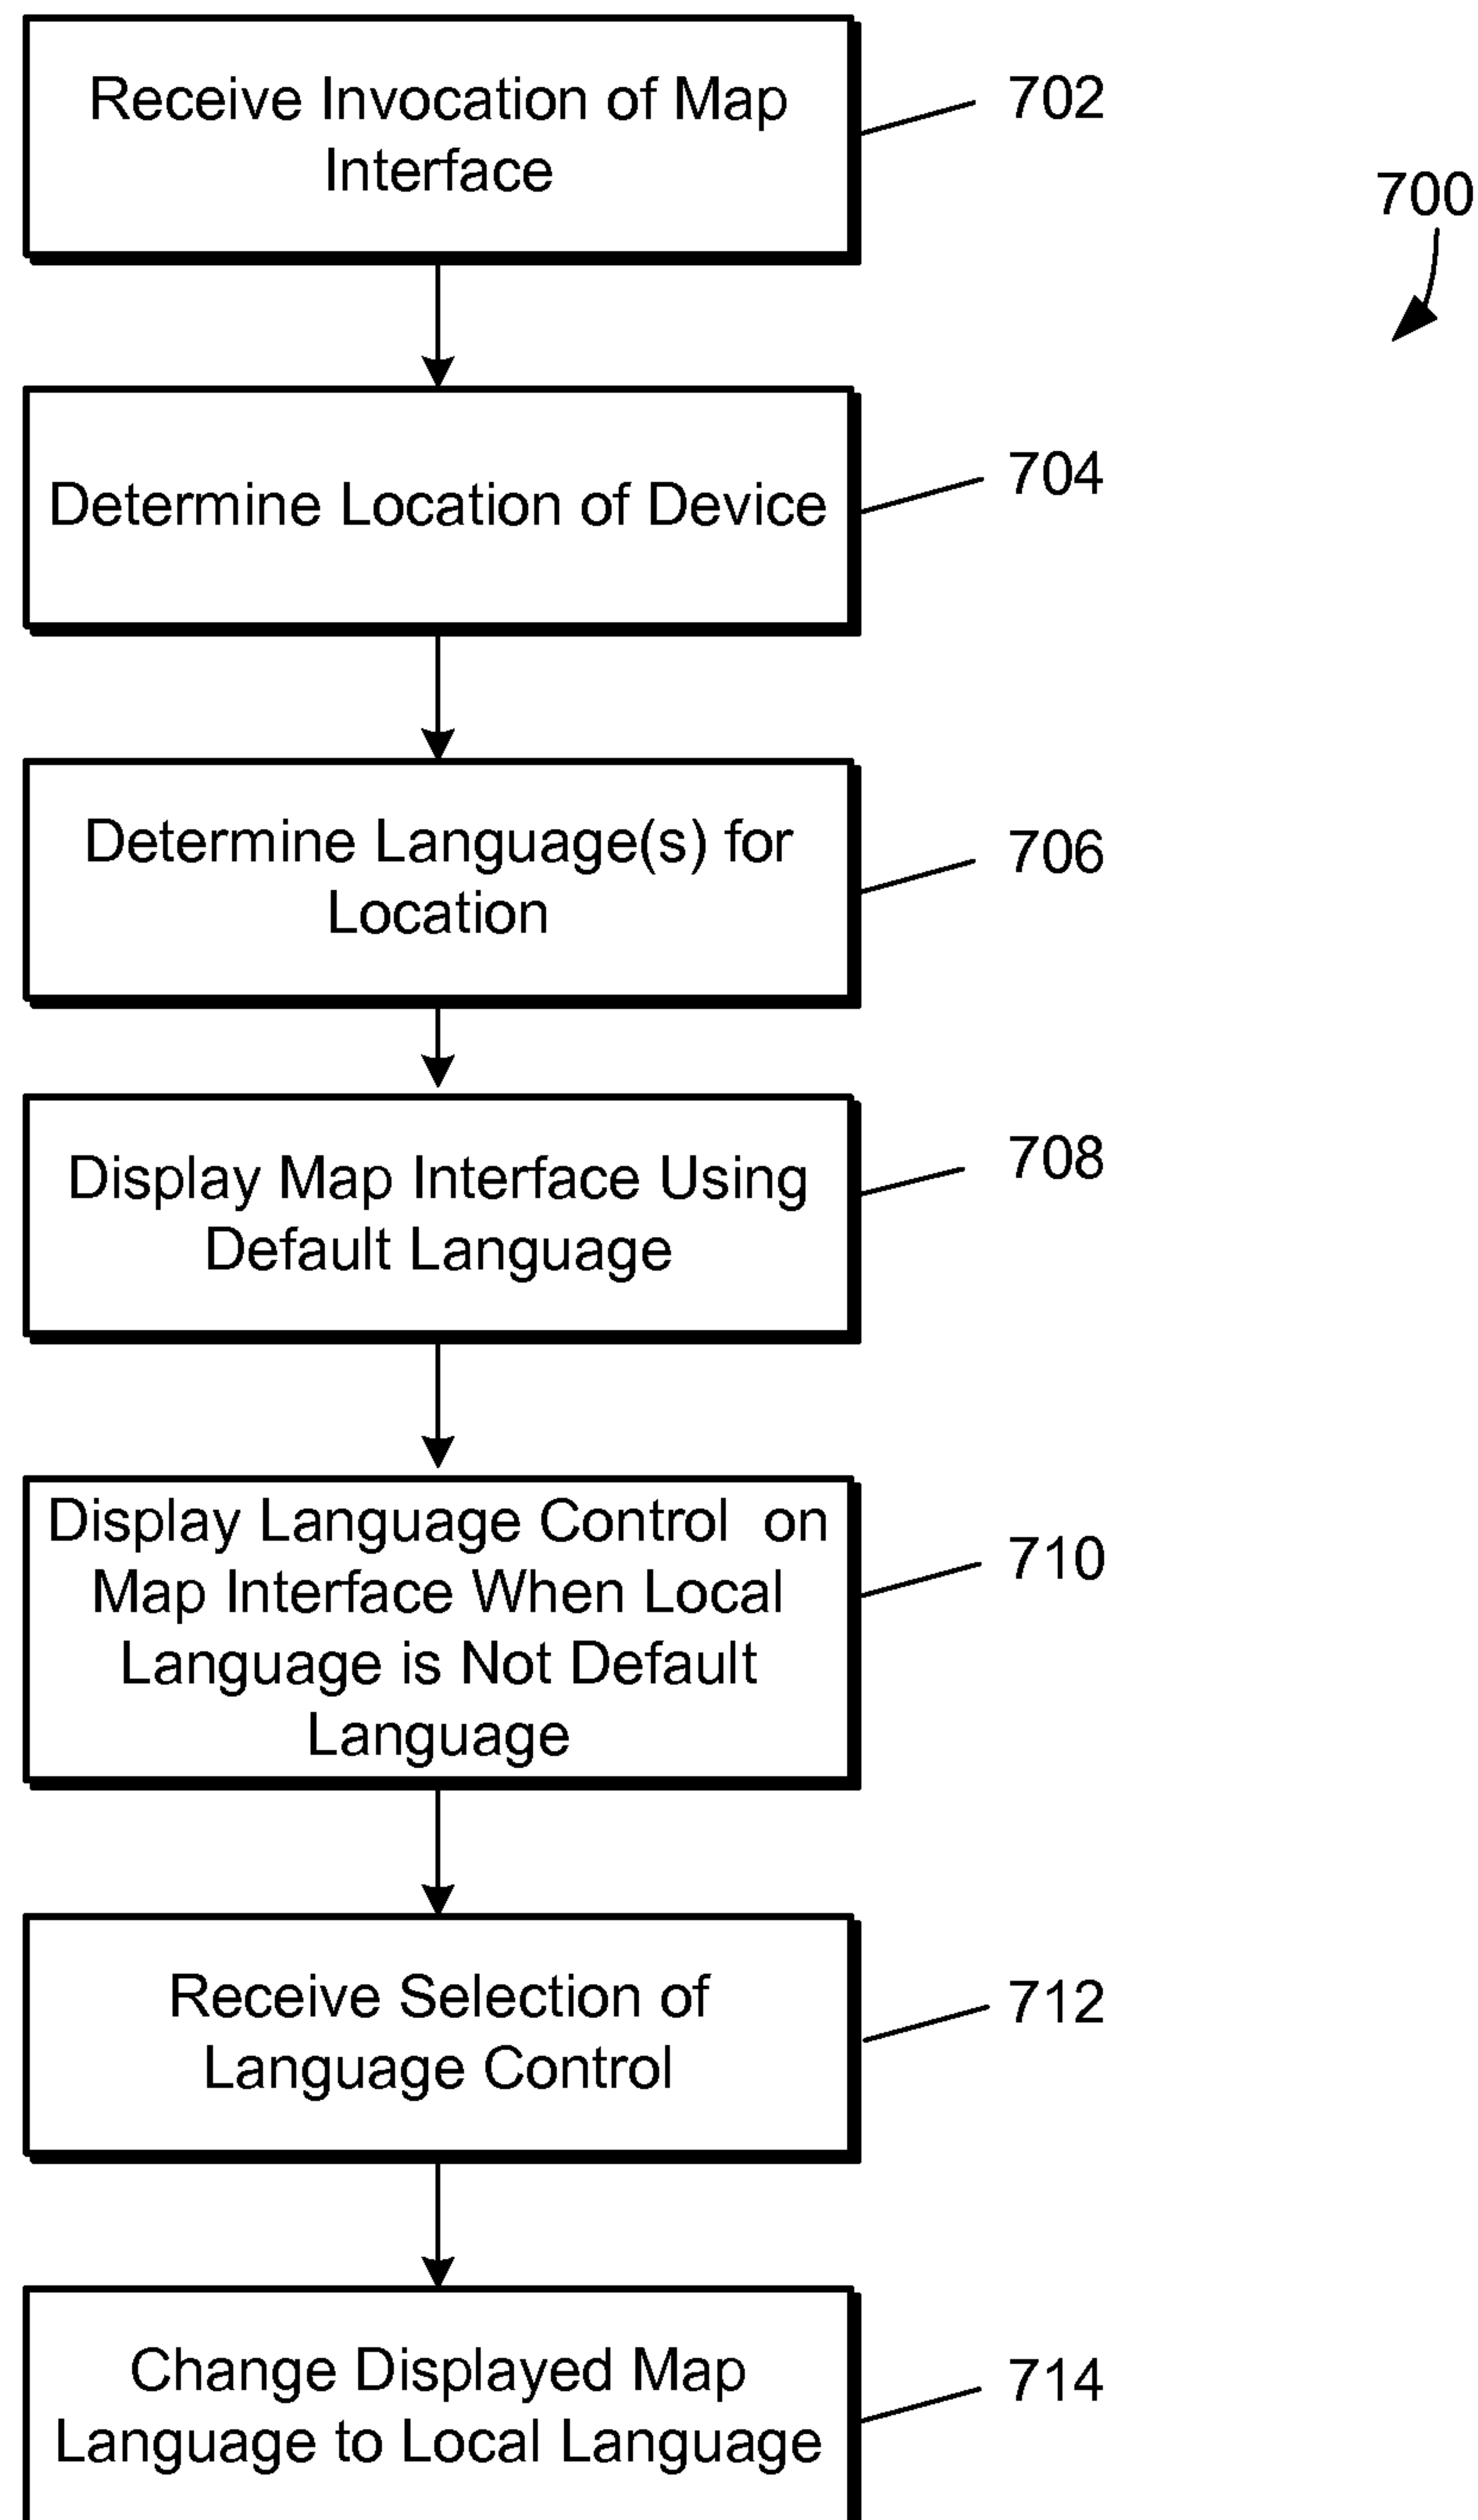 Receive Invocation of Map
Interface
702
700
Determine Location of Device
704
Determine Language(s) for
Location
706
Display Map Interface Using
Default Language
708
Display Language Control on
Map Interface When Local
Language is Not Default
Language
710
Receive Selection of
Language Control
712
Change Displayed Map
Language to Local Language
714